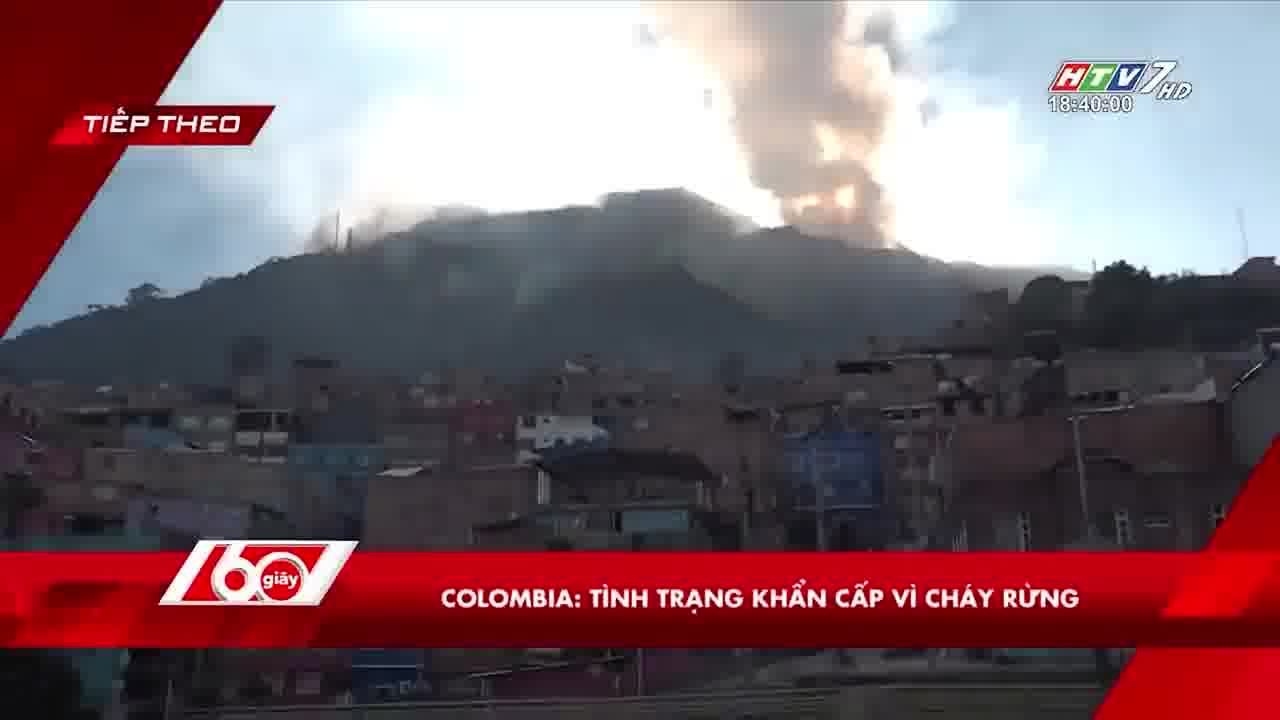 HTV7 HD
18:40:00
TIẾP THEO
60 giây
COLOMBIA: TÌNH TRẠNG KHẨN CẤP VÌ CHÁY RỪNG